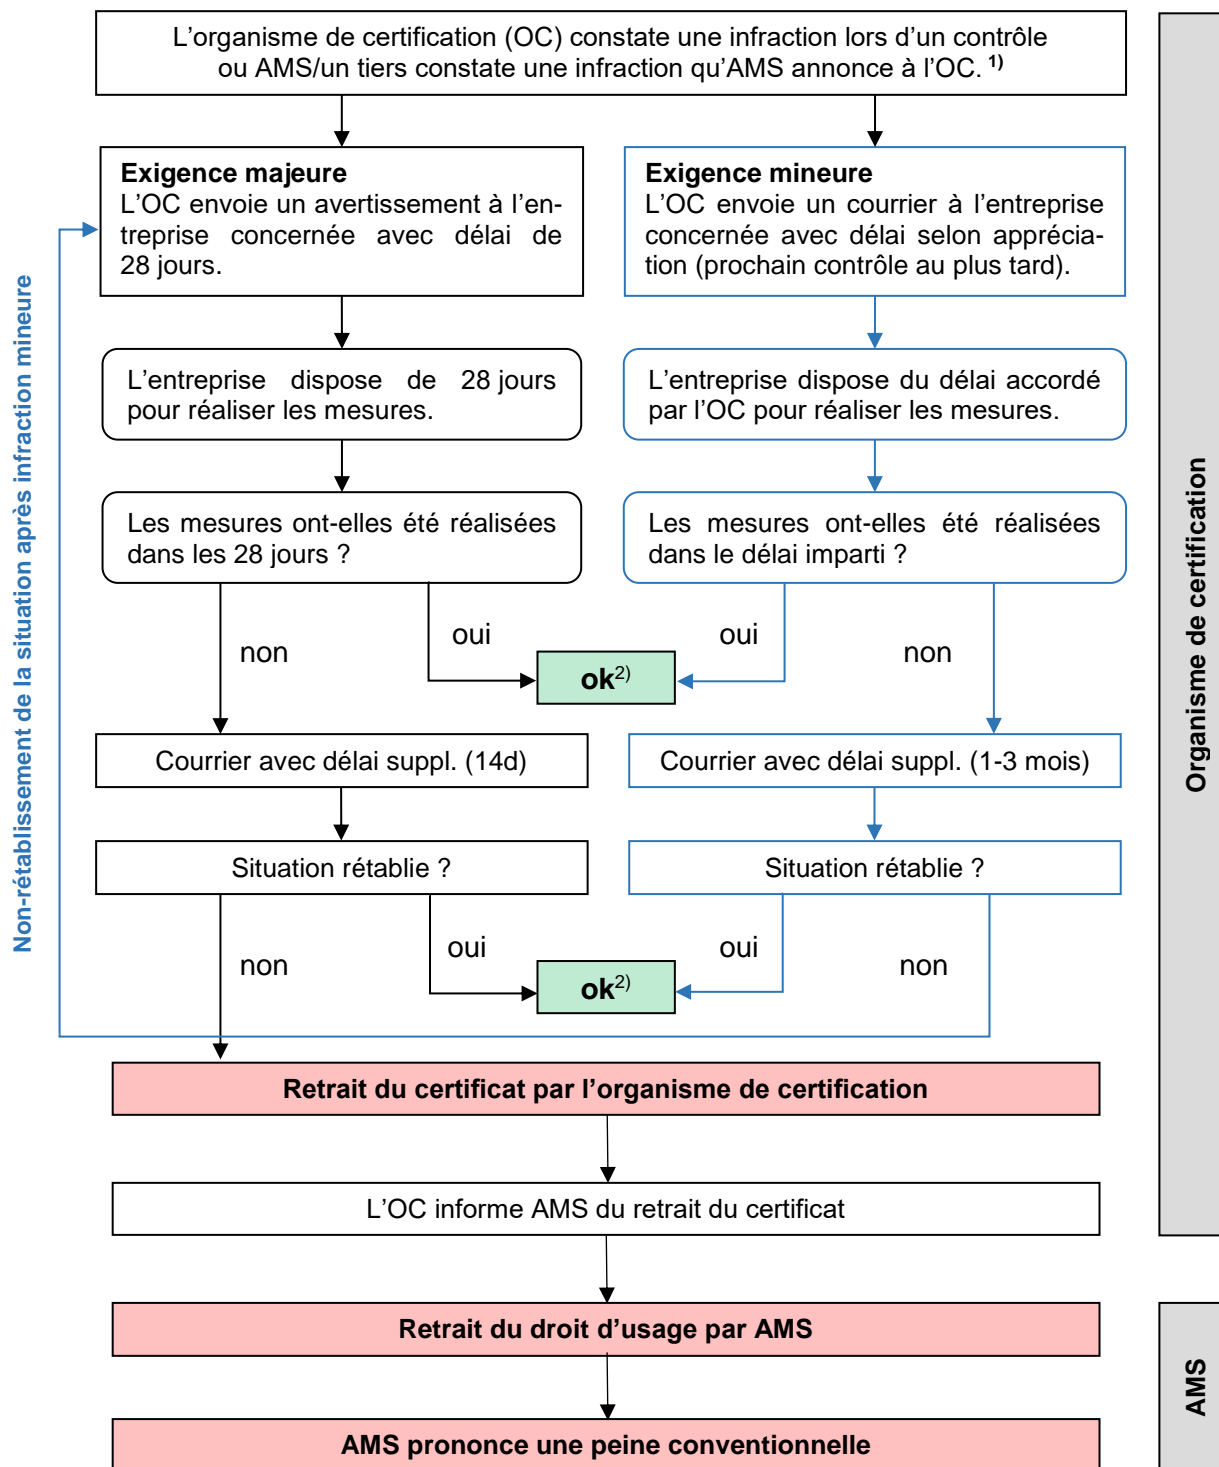 L'organisme de certification (OC) constate une infraction lors d'un contrôle
ou AMS/un tiers constate une infraction qu'AMS annonce à l'OC. 1)
Exigence majeure
L'OC envoie un avertissement à l'en-
treprise concernée avec délai de
28 jours.
Exigence mineure
L'OC envoie un courrier à l'entreprise
concernée avec délai selon apprécia-
tion (prochain contrôle au plus tard).
L'entreprise dispose de 28 jours
pour réaliser les mesures.
L'entreprise dispose du délai accordé
par l'OC pour réaliser les mesures.
Les mesures ont-elles été réalisées
dans les 28 jours ?
Les mesures ont-elles été réalisées
dans le délai imparti ?
non
oui
ok2)
oui
non
Courrier avec délai suppl. (14d)
Courrier avec délai suppl. (1-3 mois)
Situation rétablie ?
Situation rétablie ?
non
oui
ok2)
oui
non
Non-rétablissement de la situation après infraction mineure
Retrait du certificat par l'organisme de certification
L'OC informe AMS du retrait du certificat
Organisme de certification
Retrait du droit d'usage par AMS
AMS prononce une peine conventionnelle
AMS